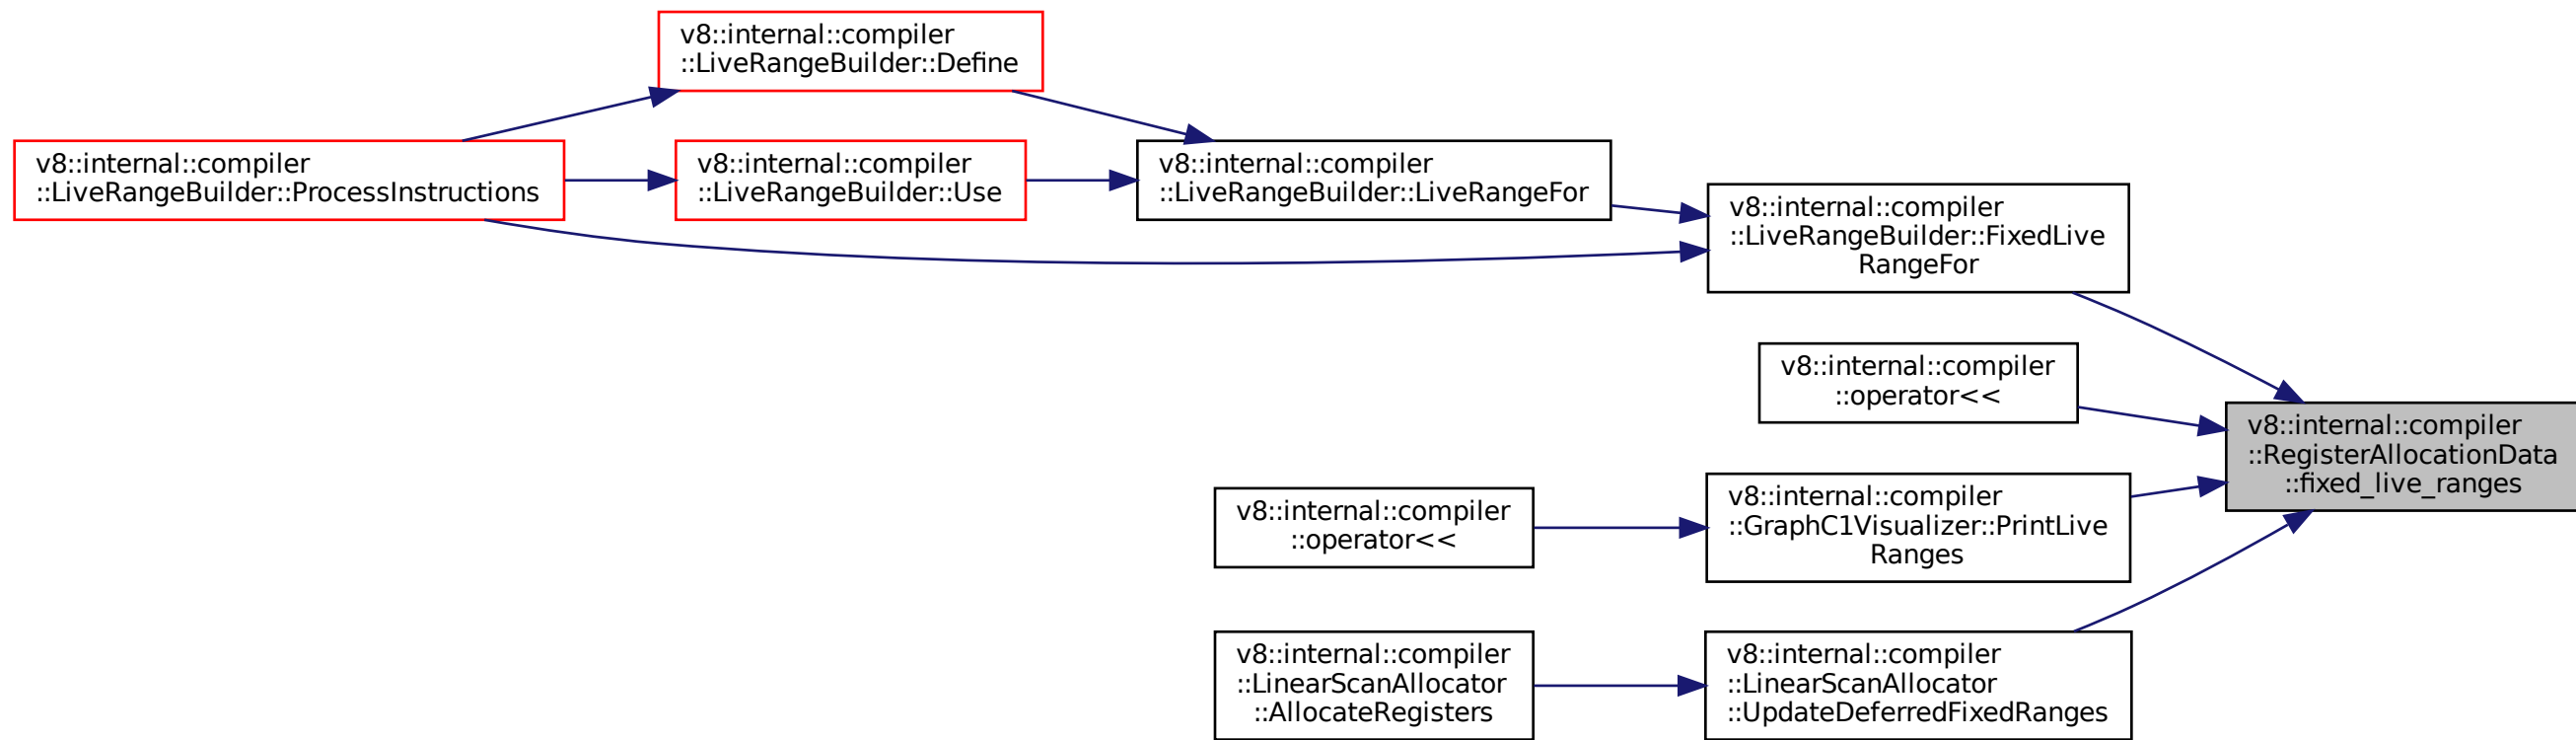 v8::internal::compiler
::LiveRangeBuilder::Define
v8::internal::compiler
::LiveRangeBuilder::ProcessInstructions
v8::internal::compiler
::LiveRangeBuilder::Use
v8::internal::compiler
::LiveRangeBuilder::LiveRangeFor
v8::internal::compiler
::LiveRangeBuilder::FixedLive
RangeFor
v8::internal::compiler
::operator<<
v8::internal::compiler
::RegisterAllocationData
::fixed_live_ranges
v8::internal::compiler
::operator<<
v8::internal::compiler
::GraphC1Visualizer::PrintLive
Ranges
v8::internal::compiler
::LinearScanAllocator
::AllocateRegisters
v8::internal::compiler
::LinearScanAllocator
::UpdateDeferredFixedRanges